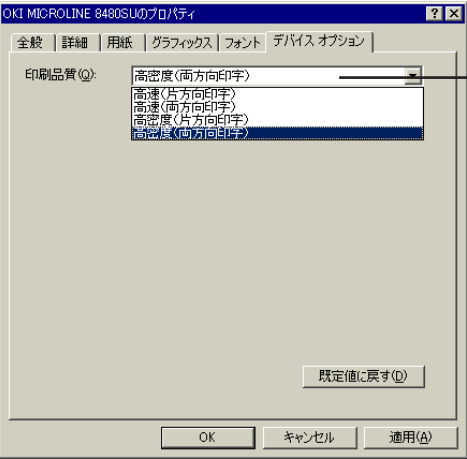 OKI MICROLINE 8480SUのプロパティ
全般 詳細 用紙 グラフィックス フォント デバイス オプション
印刷品質(Q): 高密度(両方向印字)
高速(片方向印字)
高速(両方向印字)
高密度(片方向印字)
高密度(両方向印字)
既定値に戻す(D)
OK キャンセル 適用(A)